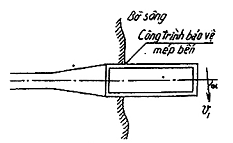 Bờ sông
Công trình bảo vệ
mép bến
α
V₁